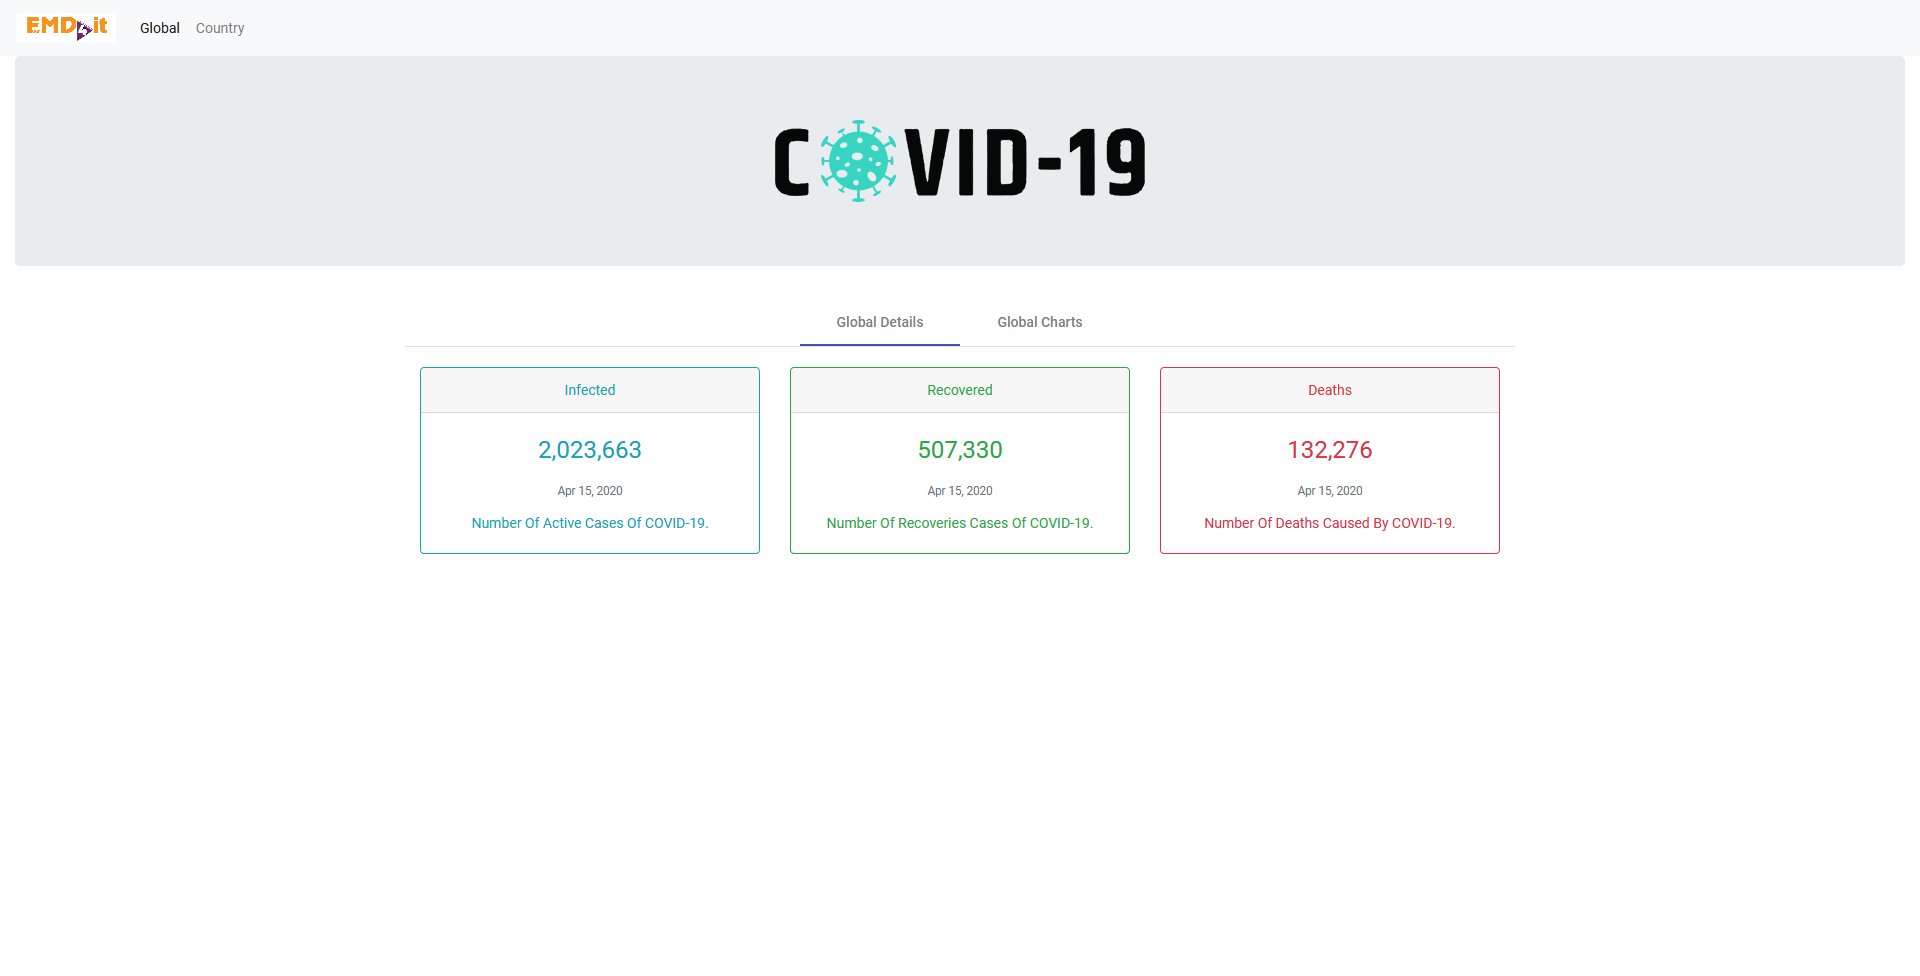 EMDbit Global Country
COVID-19
Global Details Global Charts
Infected
2,023,663
Apr 15, 2020
Number Of Active Cases Of COVID-19.
Recovered
507,330
Apr 15, 2020
Number Of Recoveries Cases Of COVID-19.
Deaths
132,276
Apr 15, 2020
Number Of Deaths Caused By COVID-19.